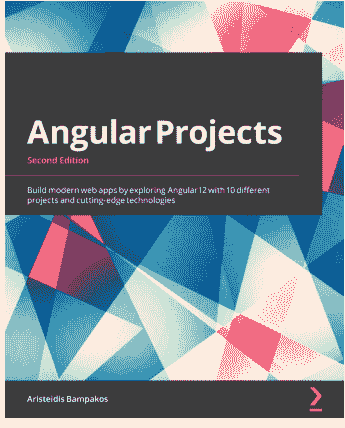 Angular Projects
Second Edition
Build modern web apps by exploring Angular 12 with 10 different
projects and cutting-edge technologies
Aristeidis Bampakos